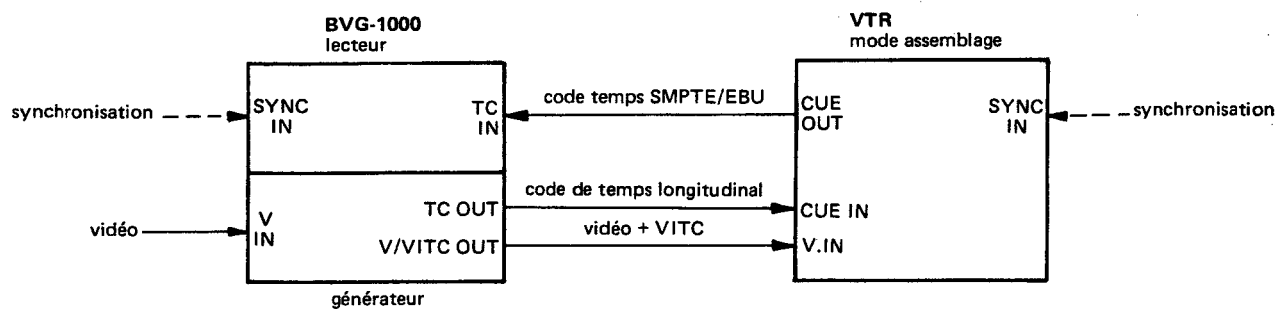 BVG-1000
lecteur
VTR
mode assemblage
synchronisation
SYNC
IN
TC
IN
code temps SMPTE/EBU
CUE
OUT
SYNC
IN
synchronisation
vidéo
V
IN
TC OUT
code de temps longitudinal
CUE IN
V/VITC OUT
vidéo + VITC
V.IN
générateur